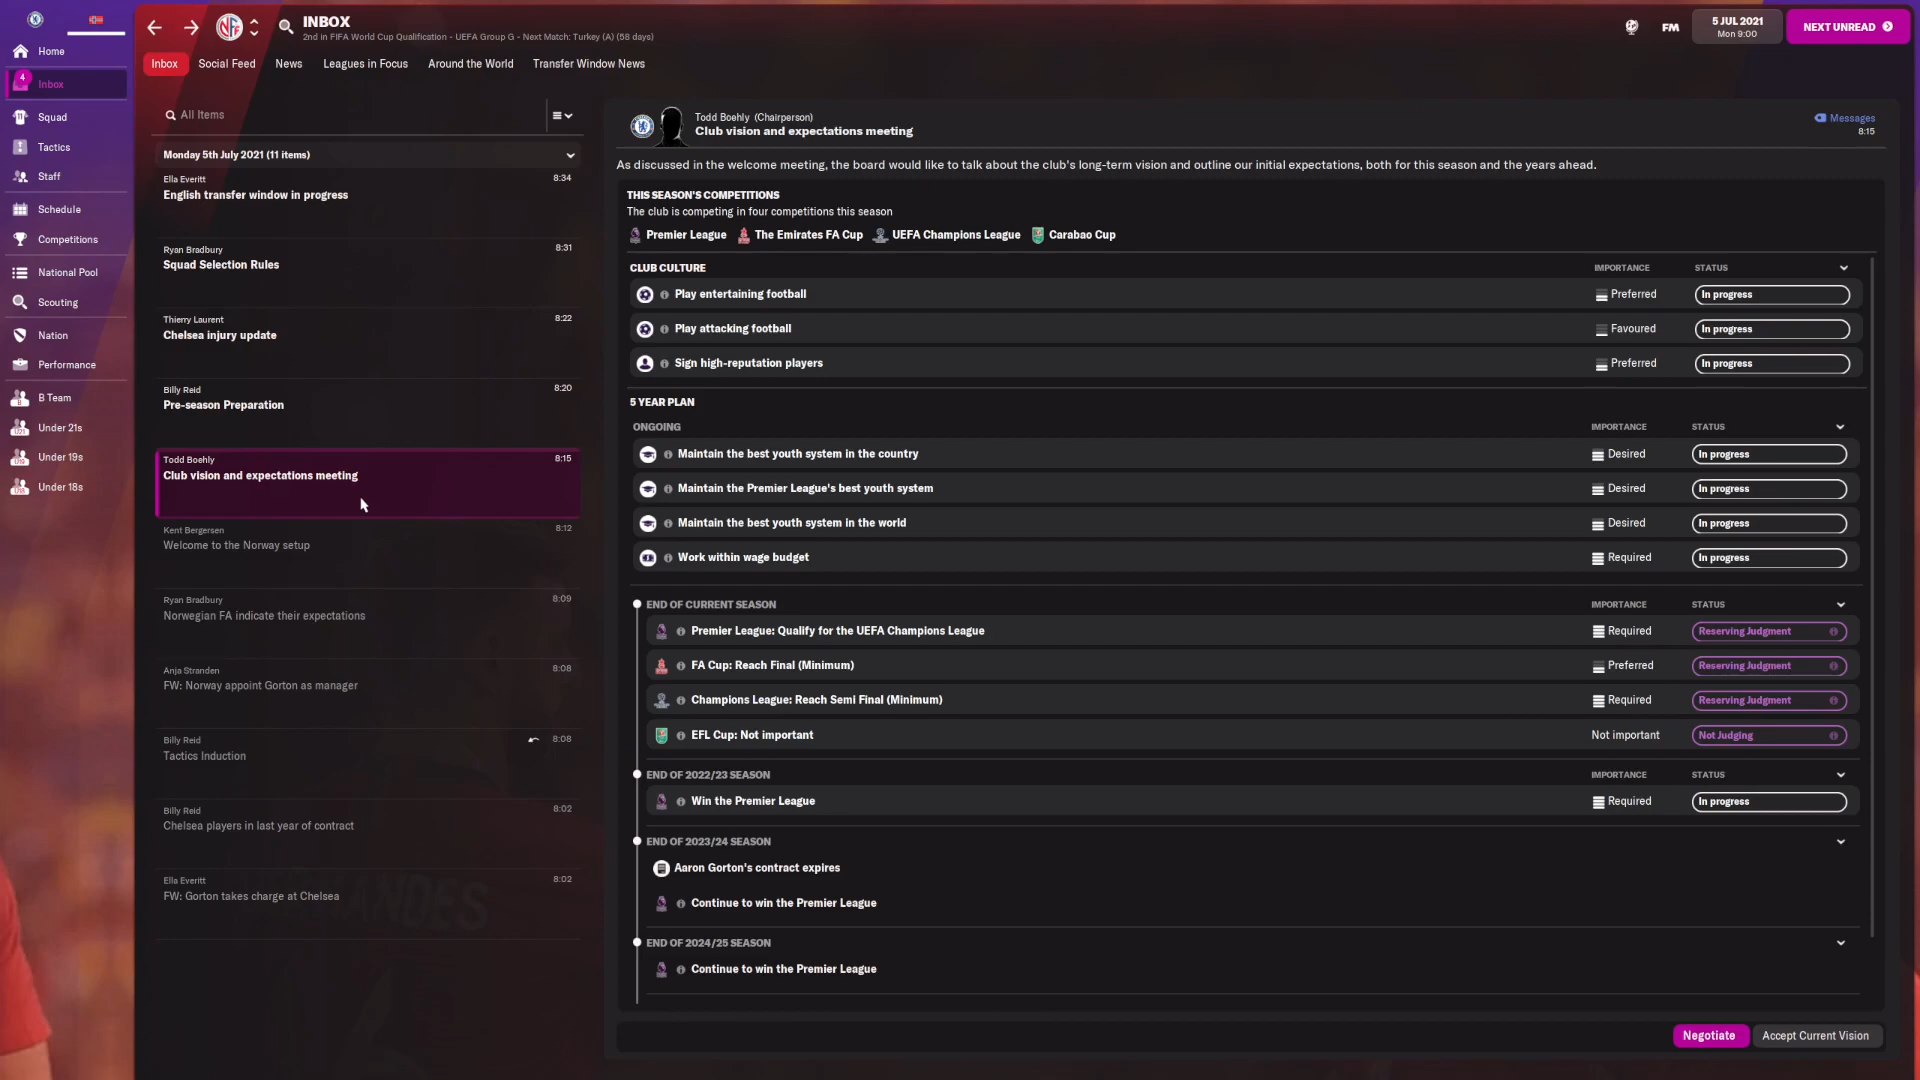 INBOX
2nd in FIFA World Cup Qualification - UEFA Group G - Next Match: Turkey (A) (58 days)
FM
5 JUL 2021
Mon 9:00
NEXT UNREAD
Home
4
Inbox
Squad
Tactics
Staff
Schedule
Competitions
National Pool
Scouting
Nation
Performance
B Team
Under 21s
Under 19s
Under 18s
Inbox
Social Feed
News
Leagues in Focus
Around the World
Transfer Window News
All Items
Monday 5th July 2021 (11 items)
Ella Everitt 8:34
English transfer window in progress
Ryan Bradbury 8:31
Squad Selection Rules
Thierry Laurent 8:22
Chelsea injury update
Billy Reid 8:20
Pre-season Preparation
Todd Boehly 8:15
Club vision and expectations meeting
Kent Bergersen 8:12
Welcome to the Norway setup
Ryan Bradbury 8:09
Norwegian FA indicate their expectations
Anja Stranden 8:08
FW: Norway appoint Gorton as manager
Billy Reid 8:08
Tactics Induction
Billy Reid 8:02
Chelsea players in last year of contract
Ella Everitt 8:02
FW: Gorton takes charge at Chelsea
Todd Boehly (Chairperson)
Club vision and expectations meeting
Messages
8:15
As discussed in the welcome meeting, the board would like to talk about the club's long-term vision and outline our initial expectations, both for this season and the years ahead.
THIS SEASON'S COMPETITIONS
The club is competing in four competitions this season
Premier League The Emirates FA Cup UEFA Champions League Carabao Cup
CLUB CULTURE IMPORTANCE STATUS
Play entertaining football Preferred In progress
Play attacking football Favoured In progress
Sign high-reputation players Preferred In progress
5 YEAR PLAN
ONGOING IMPORTANCE STATUS
Maintain the best youth system in the country Desired In progress
Maintain the Premier League's best youth system Desired In progress
Maintain the best youth system in the world Desired In progress
Work within wage budget Required In progress
END OF CURRENT SEASON IMPORTANCE STATUS
Premier League: Qualify for the UEFA Champions League Required Reserving Judgment
FA Cup: Reach Final (Minimum) Preferred Reserving Judgment
Champions League: Reach Semi Final (Minimum) Required Reserving Judgment
EFL Cup: Not important Not important Not Judging
END OF 2022/23 SEASON IMPORTANCE STATUS
Win the Premier League Required In progress
END OF 2023/24 SEASON
Aaron Gorton's contract expires
Continue to win the Premier League
END OF 2024/25 SEASON
Continue to win the Premier League
Negotiate
Accept Current Vision